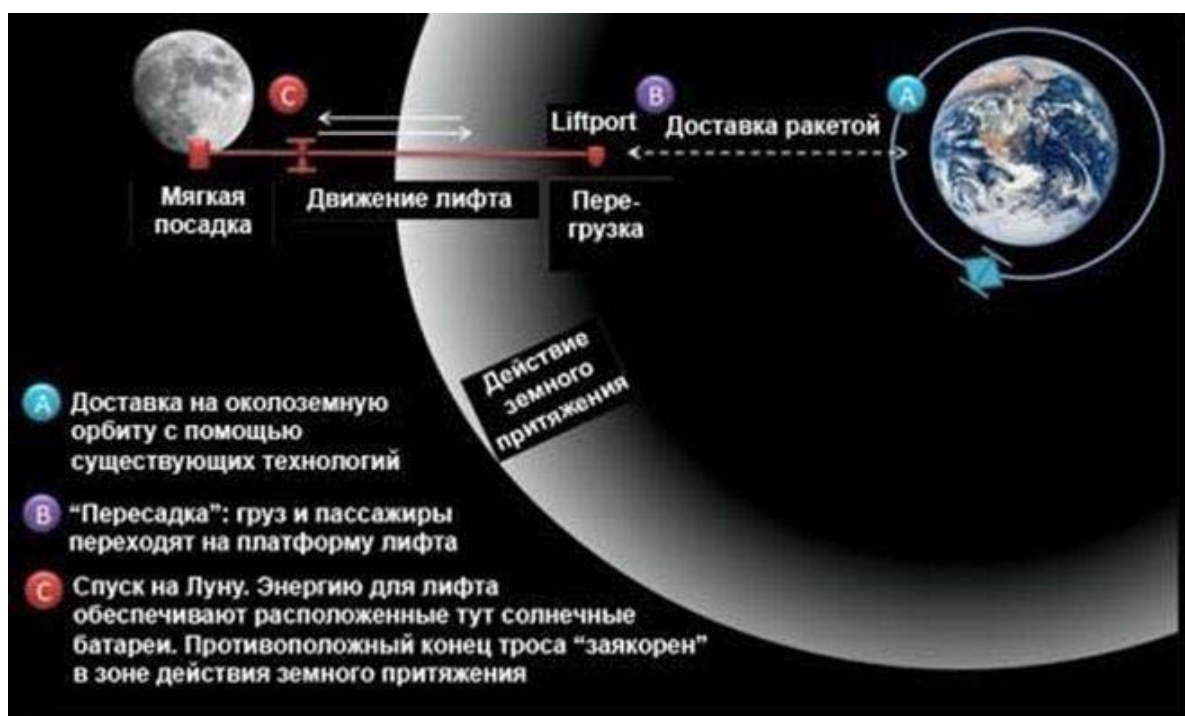 C
B
A
Liftport
Доставка ракетой
Мягкая
посадка
Движение лифта
Пере-
грузка
Действие
земного
притяжения
A Доставка на околоземную
орбиту с помощью
существующих технологий
B “Пересадка”: груз и пассажиры
переходят на платформу лифта
C Спуск на Луну. Энергию для лифта
обеспечивают расположенные тут солнечные
батареи. Противоположный конец троса “заякорен”
в зоне действия земного притяжения